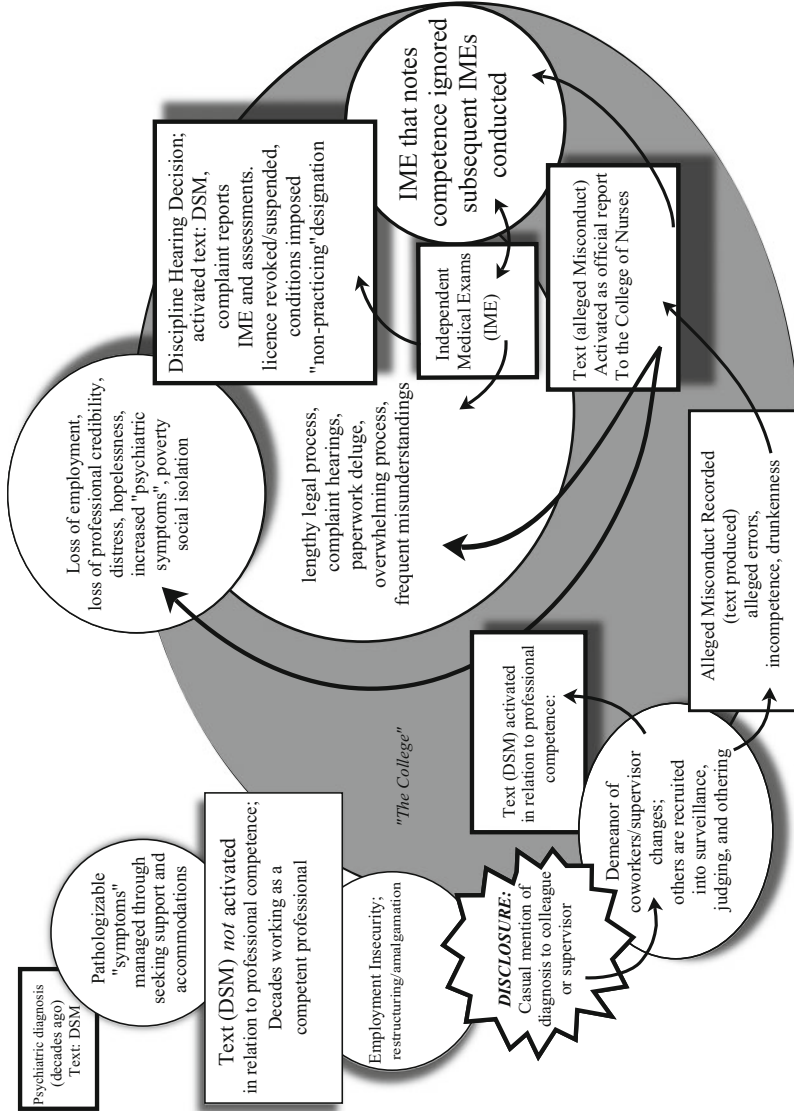 Psychiatric diagnosis
(decades ago)
Text: DSM
Pathologizable
"symptoms"
managed through
seeking support and
accommodations
Text (DSM) not activated
in relation to professional competence;
Decades working as a
competent professional
Employment Insecurity;
restructuring/amalgamation
DISCLOSURE:
Casual mention of
diagnosis to colleague
or supervisor
Demeanor of
coworkers/supervisor
changes;
others are recruited
into surveillance,
judging, and othering
Text (DSM) activated
in relation to professional
competence:
"The College"
Alleged Misconduct Recorded
(text produced)
alleged errors,
incompetence, drunkenness
Text (alleged Misconduct)
Activated as official report
To the College of Nurses
Loss of employment,
loss of professional credibility,
distress, hopelessness,
increased "psychiatric
symptoms", poverty
social isolation
lengthy legal process,
complaint hearings,
paperwork deluge,
overwhelming process,
frequent misunderstandings
Independent
Medical Exams
(IME)
Discipline Hearing Decision;
activated text: DSM,
complaint reports
IME and assessments.
licence revoked/suspended,
conditions imposed
"non-practicing"designation
IME that notes
competence ignored
subsequent IMEs
conducted